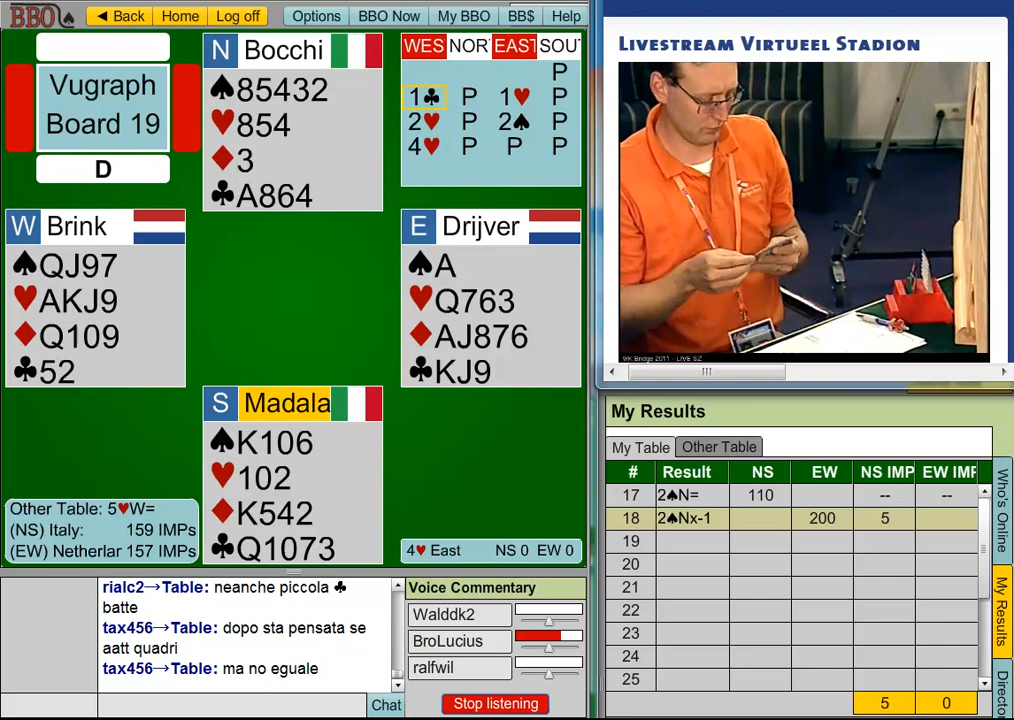 BBO♠ ◄ Back Home Log off Options BBO Now My BBO BB$ Help
Vugraph
Board 19
D
N Bocchi
♠85432
♥854
♦3
♣A864
WES NOR EAST SOU
P
1♣ P 1♥ P
2♥ P 2♠ P
4♥ P P P
W Brink
♠QJ97
♥AKJ9
♦Q109
♣52
E Drijver
♠A
♥Q763
♦AJ876
♣KJ9
S Madala
♠K106
♥102
♦K542
♣Q1073
Other Table: 5♥W=
(NS) Italy: 159 IMPs
(EW) Netherlar 157 IMPs
4♥ East NS 0 EW 0
rialc2→Table: neanche piccola ♣
batte
tax456→Table: dopo sta pensata se
aatt quadri
tax456→Table: ma no eguale
Chat
Voice Commentary
Walddk2
BroLucius
ralfwil
Stop listening
LIVESTREAM VIRTUEEL STADION
WK Bridge 2011 - LIVE SZ
My Results
My Table Other Table
# Result NS EW NS IMP EW IMF
17 2♠N= 110 -- --
18 2♠Nx-1 200 5
19
20
21
22
23
24
25
5 0
Who's Online
My Results
Director